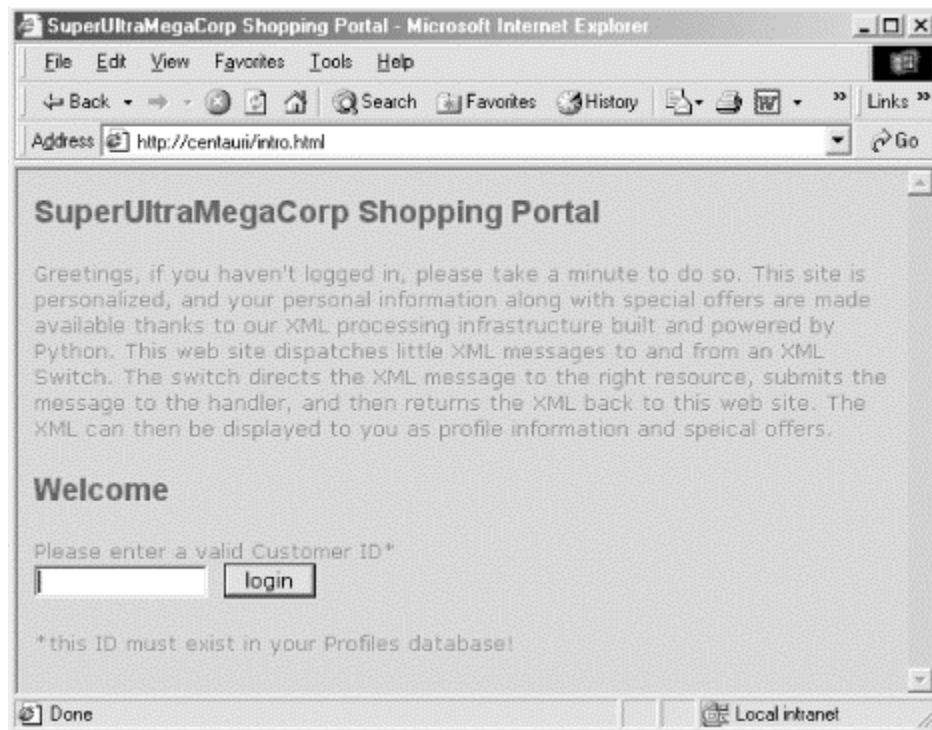 SuperUltraMegaCorp Shopping Portal - Microsoft Internet Explorer
File Edit View Favorites Tools Help
Back Search Favorites History Links »
Address http://centauri/intro.html Go
SuperUltraMegaCorp Shopping Portal
Greetings, if you haven't logged in, please take a minute to do so. This site is
personalized, and your personal information along with special offers are made
available thanks to our XML processing infrastructure built and powered by
Python. This web site dispatches little XML messages to and from an XML
Switch. The switch directs the XML message to the right resource, submits the
message to the handler, and then returns the XML back to this web site. The
XML can then be displayed to you as profile information and speical offers.
Welcome
Please enter a valid Customer ID*
login
*this ID must exist in your Profiles database!
Done Local intranet